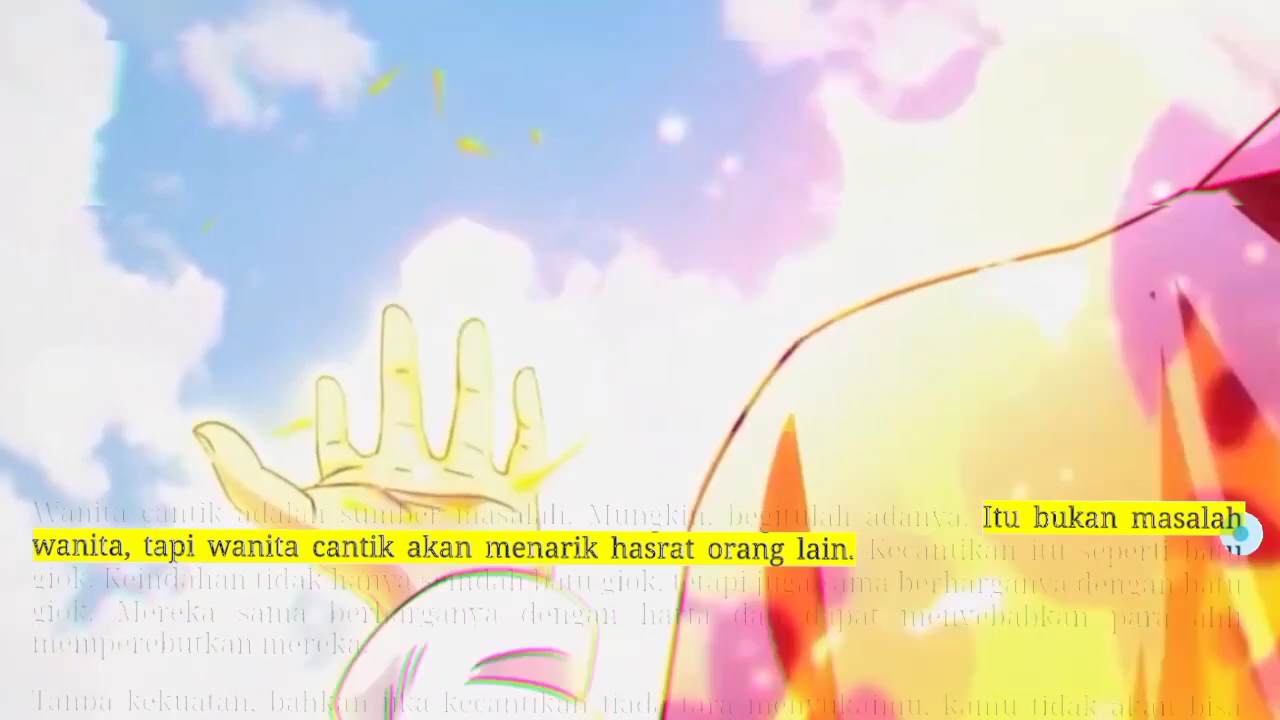 Wanita cantik adalah sumber masalah. Mungkin, begitulah adanya. Itu bukan masalah
wanita, tapi wanita cantik akan menarik hasrat orang lain. Kecantikan itu seperti batu
giok. Keindahan tidak hanya seindah batu giok, tetapi juga sama berharganya dengan batu
giok. Mereka sama berharganya dengan harta dan dapat menyebabkan para ahli
memperebutkan mereka.
Tanpa kekuatan, bahkan jika kecantikan tiada tara menyukaimu, kamu tidak akan bisa